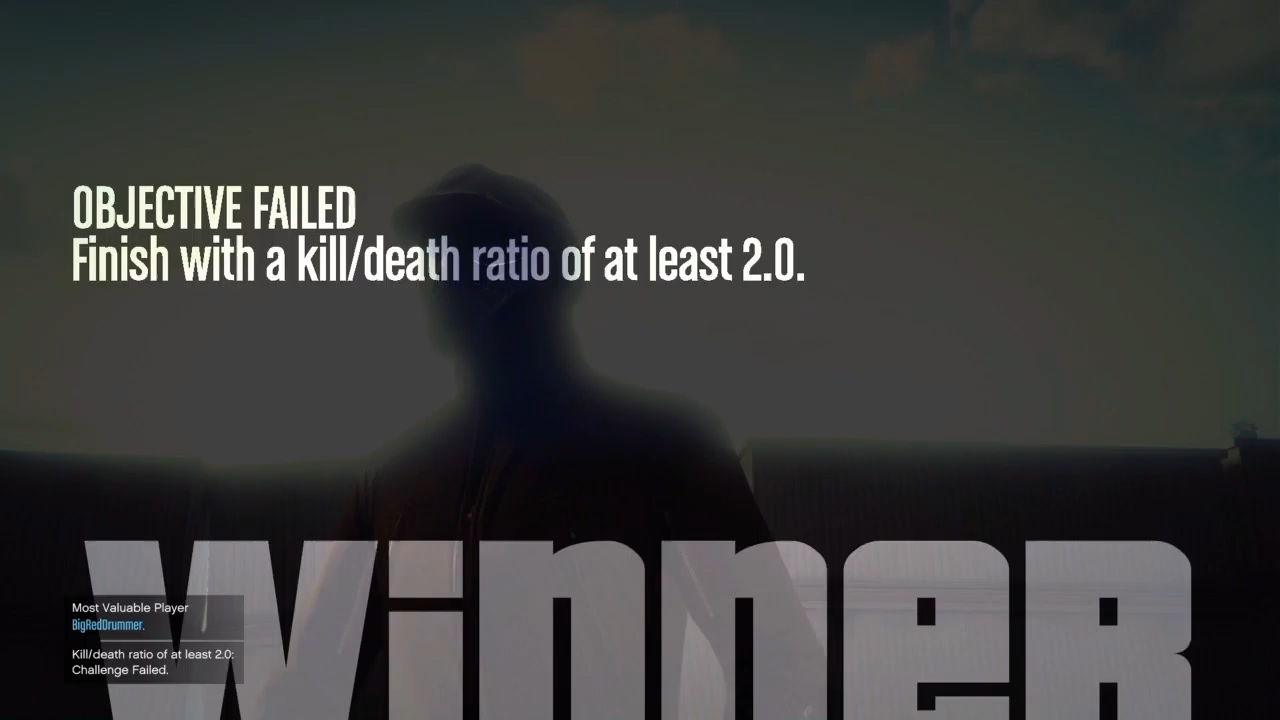 OBJECTIVE FAILED
Finish with a kill/death ratio of at least 2.0.
WINNER
Most Valuable Player
BigRedDrummer.
Kill/death ratio of at least 2.0:
Challenge Failed.